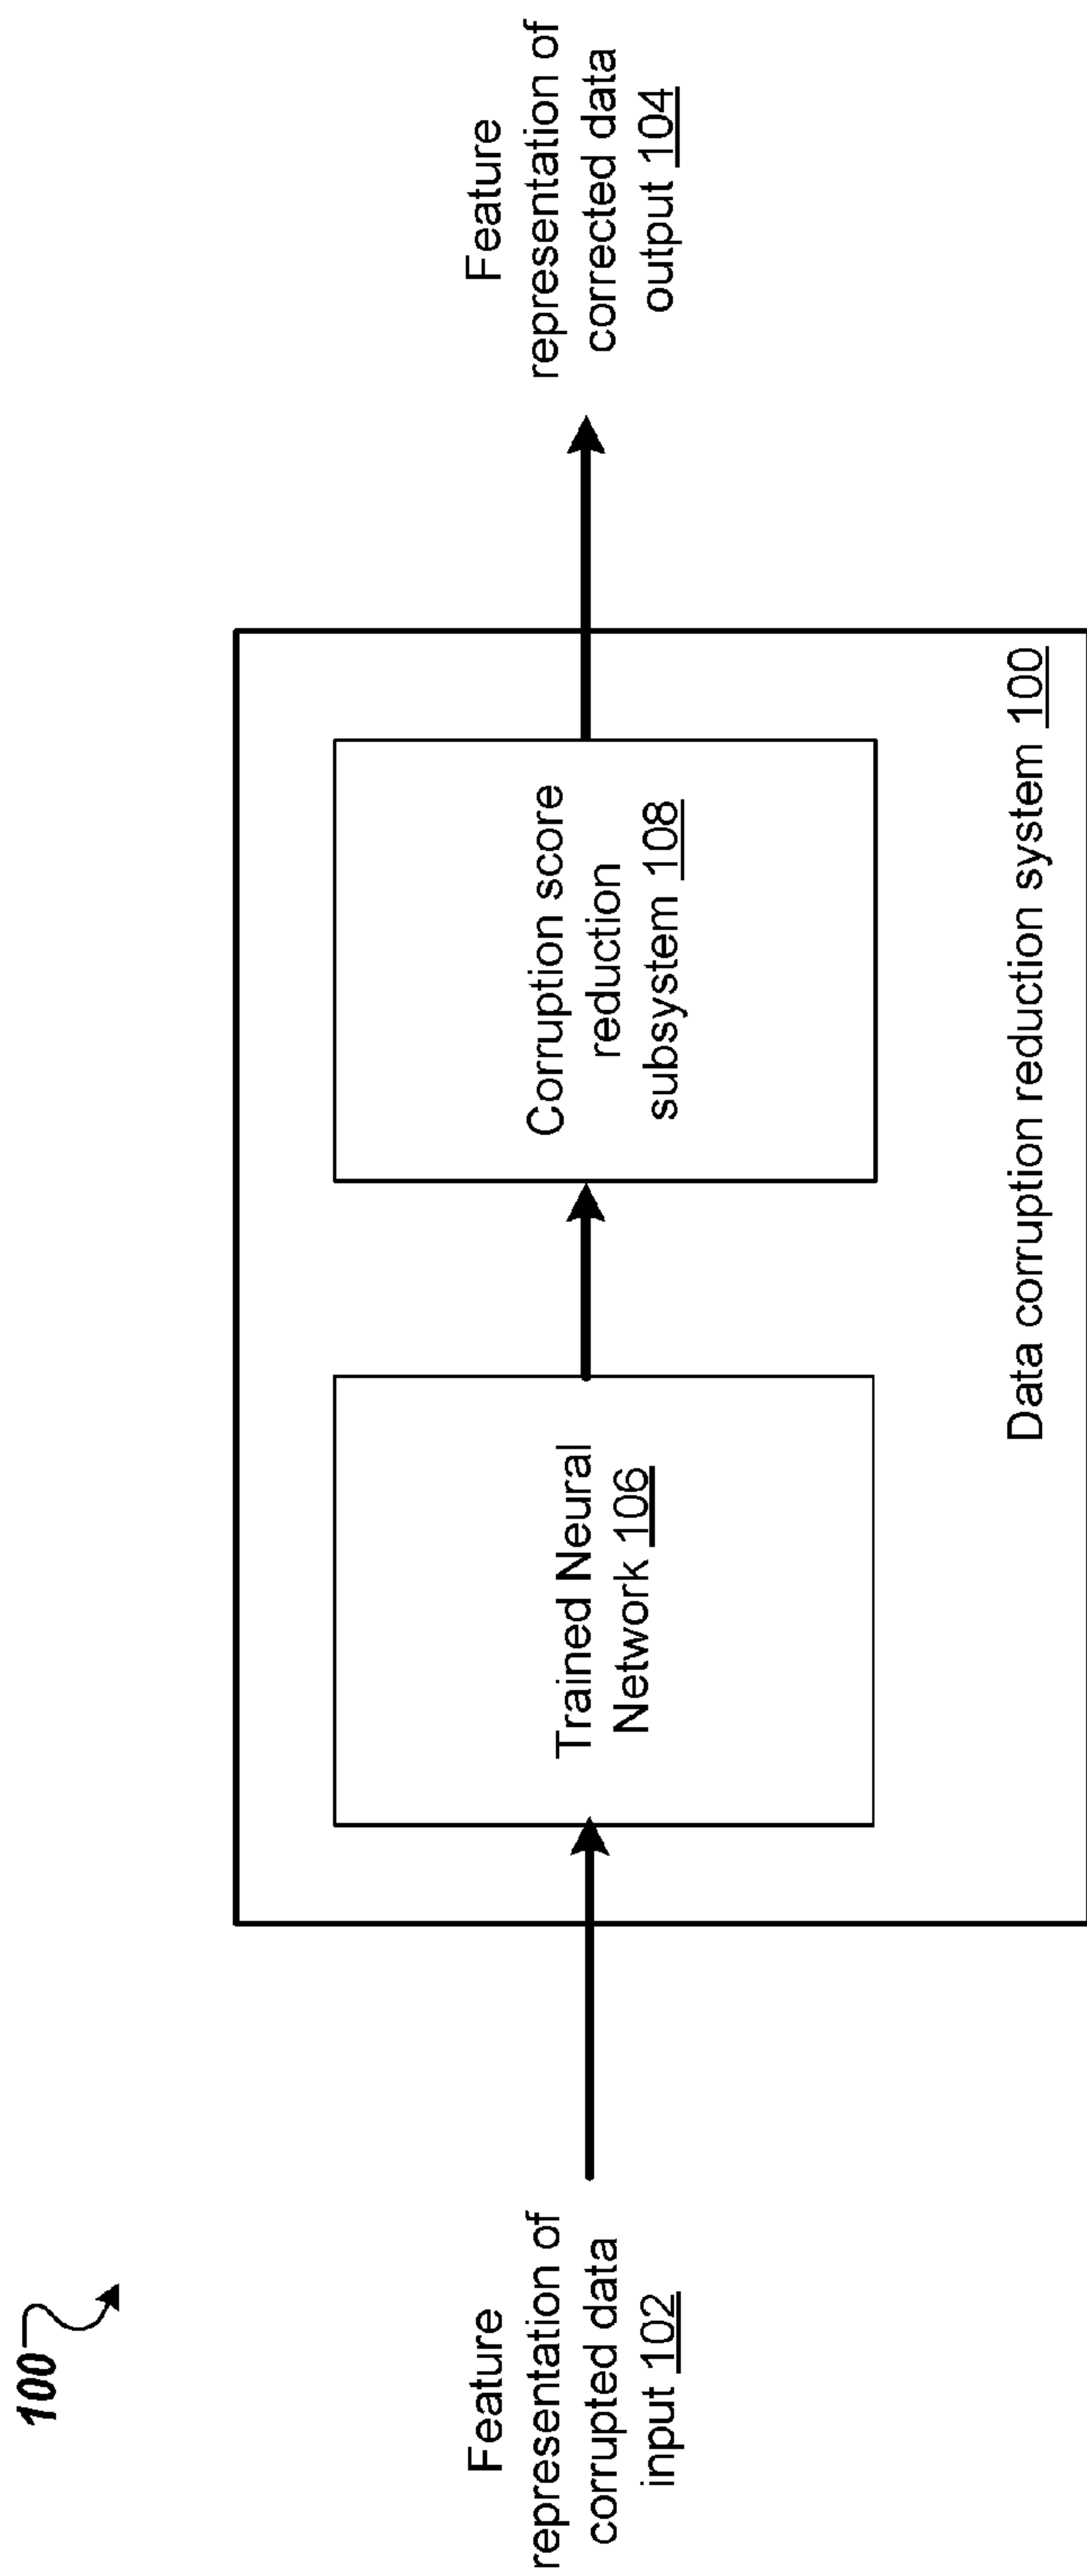 100
Feature
representation of
corrupted data
input 102
Trained Neural
Network 106
Corruption score
reduction
subsystem 108
Data corruption reduction system 100
Feature
representation of
corrected data
output 104